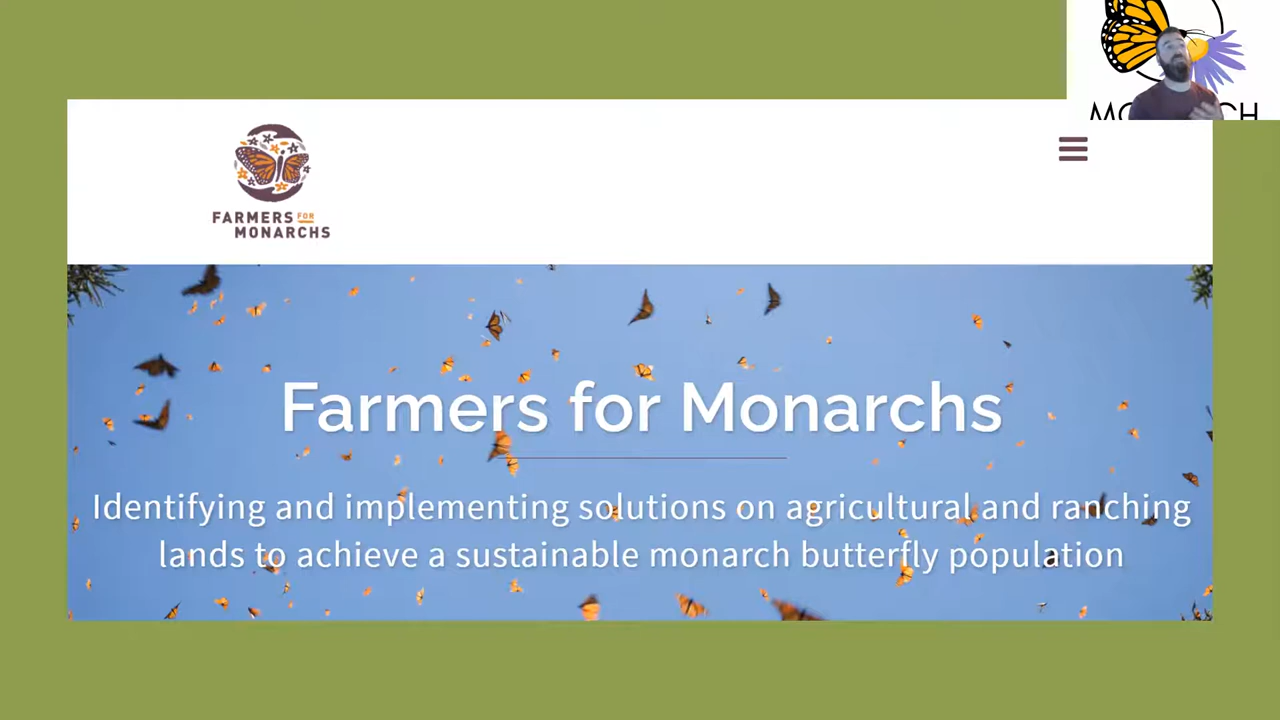 FARMERS FOR
MONARCHS
Farmers for Monarchs
Identifying and implementing solutions on agricultural and ranching
lands to achieve a sustainable monarch butterfly population